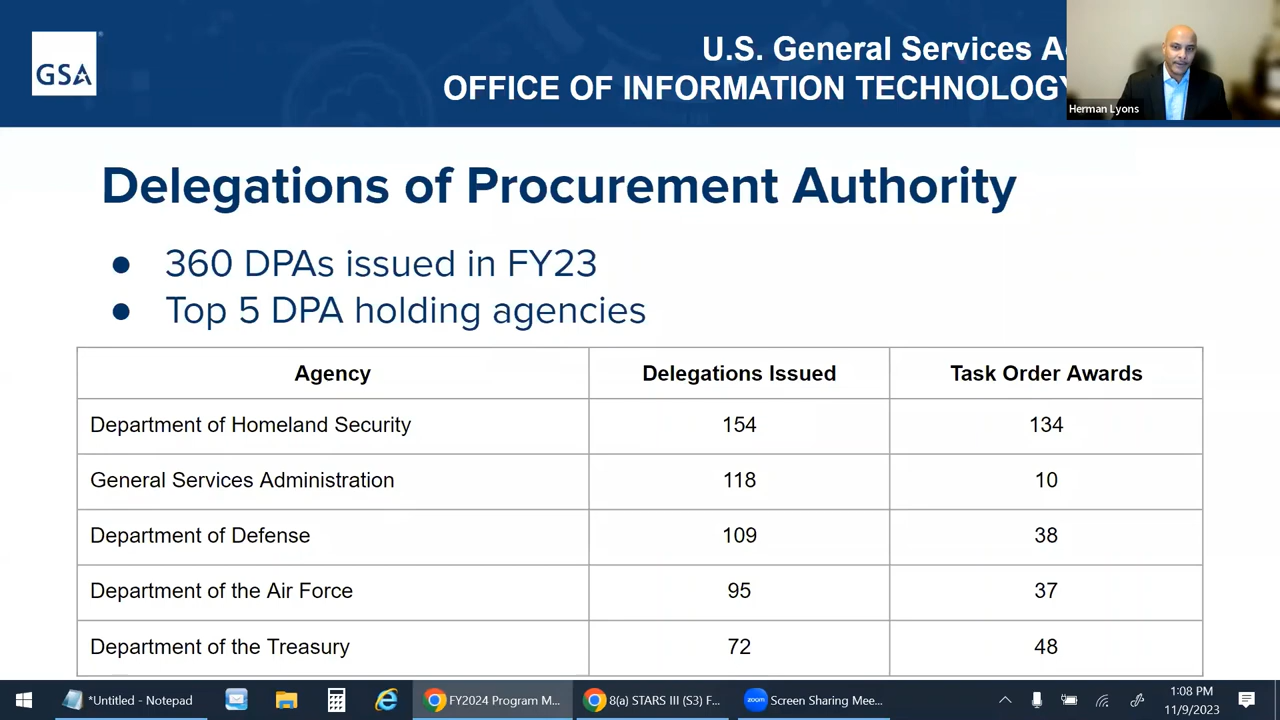 GSA
U.S. General Services A
OFFICE OF INFORMATION TECHNOLOGY
Herman Lyons
Delegations of Procurement Authority
● 360 DPAs issued in FY23
● Top 5 DPA holding agencies
Agency Delegations Issued Task Order Awards
Department of Homeland Security 154 134
General Services Administration 118 10
Department of Defense 109 38
Department of the Air Force 95 37
Department of the Treasury 72 48
*Untitled - Notepad FY2024 Program M... 8(a) STARS III (S3) F... zoom Screen Sharing Mee... 1:08 PM
11/9/2023